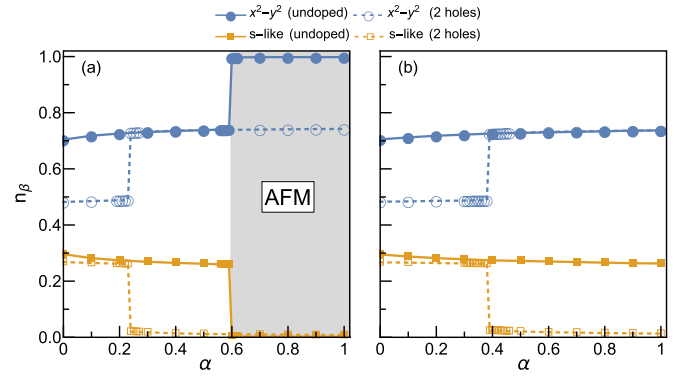 x²−y² (undoped) x²−y² (2 holes)
s−like (undoped) s−like (2 holes)
(a) (b)
1.0
0.8
0.6
0.4
0.2
0.0
nβ
AFM
0 0.2 0.4 0.6 0.8 1 0 0.2 0.4 0.6 0.8 1
α α